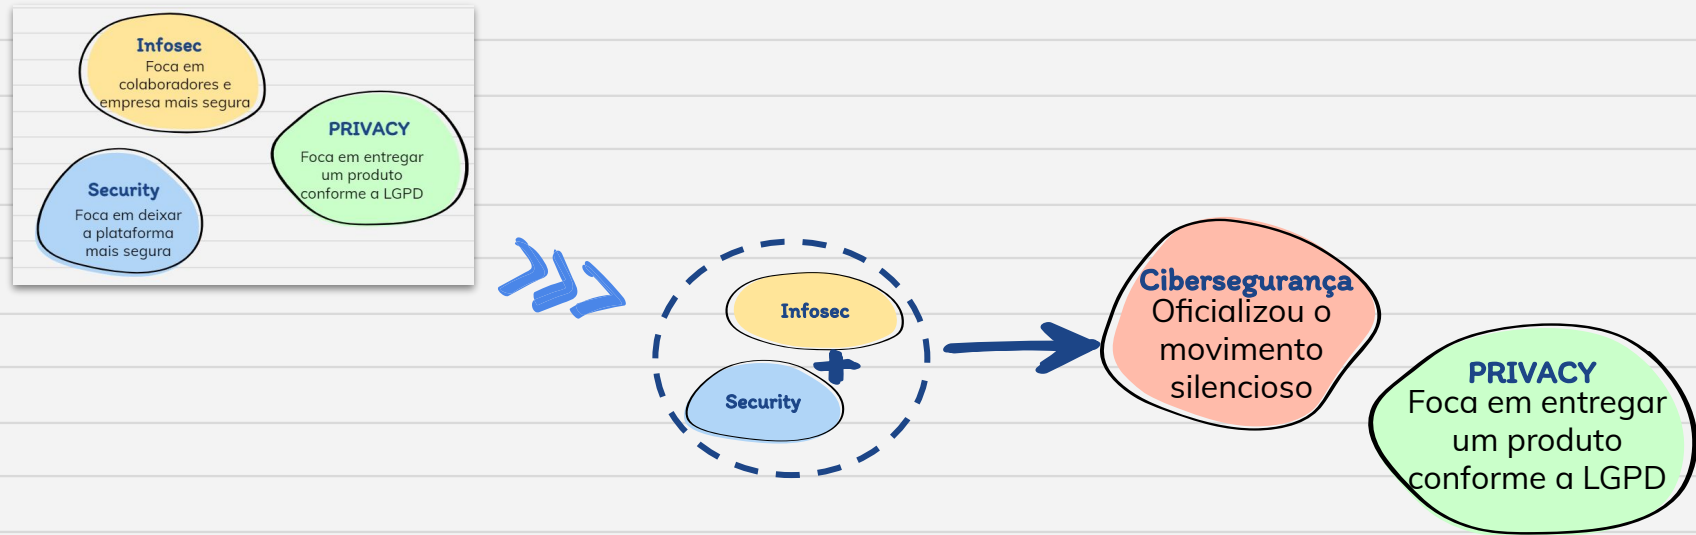 Infosec
Foca em
colaboradores e
empresa mais segura
PRIVACY
Foca em entregar
um produto
conforme a LGPD
Security
Foca em deixar
a plataforma
mais segura
Infosec
Security
Cibersegurança
Oficializou o
movimento
silencioso
PRIVACY
Foca em entregar
um produto
conforme a LGPD